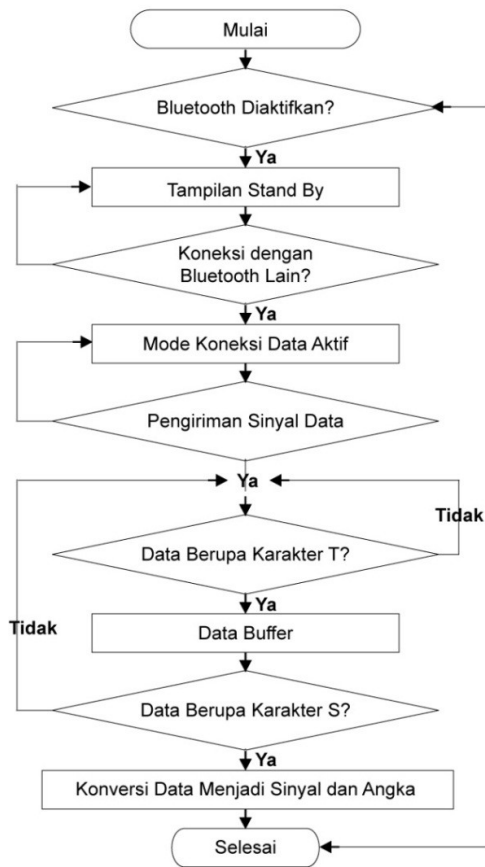 Mulai
Bluetooth Diaktifkan?
Ya
Tampilan Stand By
Koneksi dengan
Bluetooth Lain?
Ya
Mode Koneksi Data Aktif
Pengiriman Sinyal Data
Ya
Tidak
Data Berupa Karakter T?
Ya
Data Buffer
Tidak
Data Berupa Karakter S?
Ya
Konversi Data Menjadi Sinyal dan Angka
Selesai